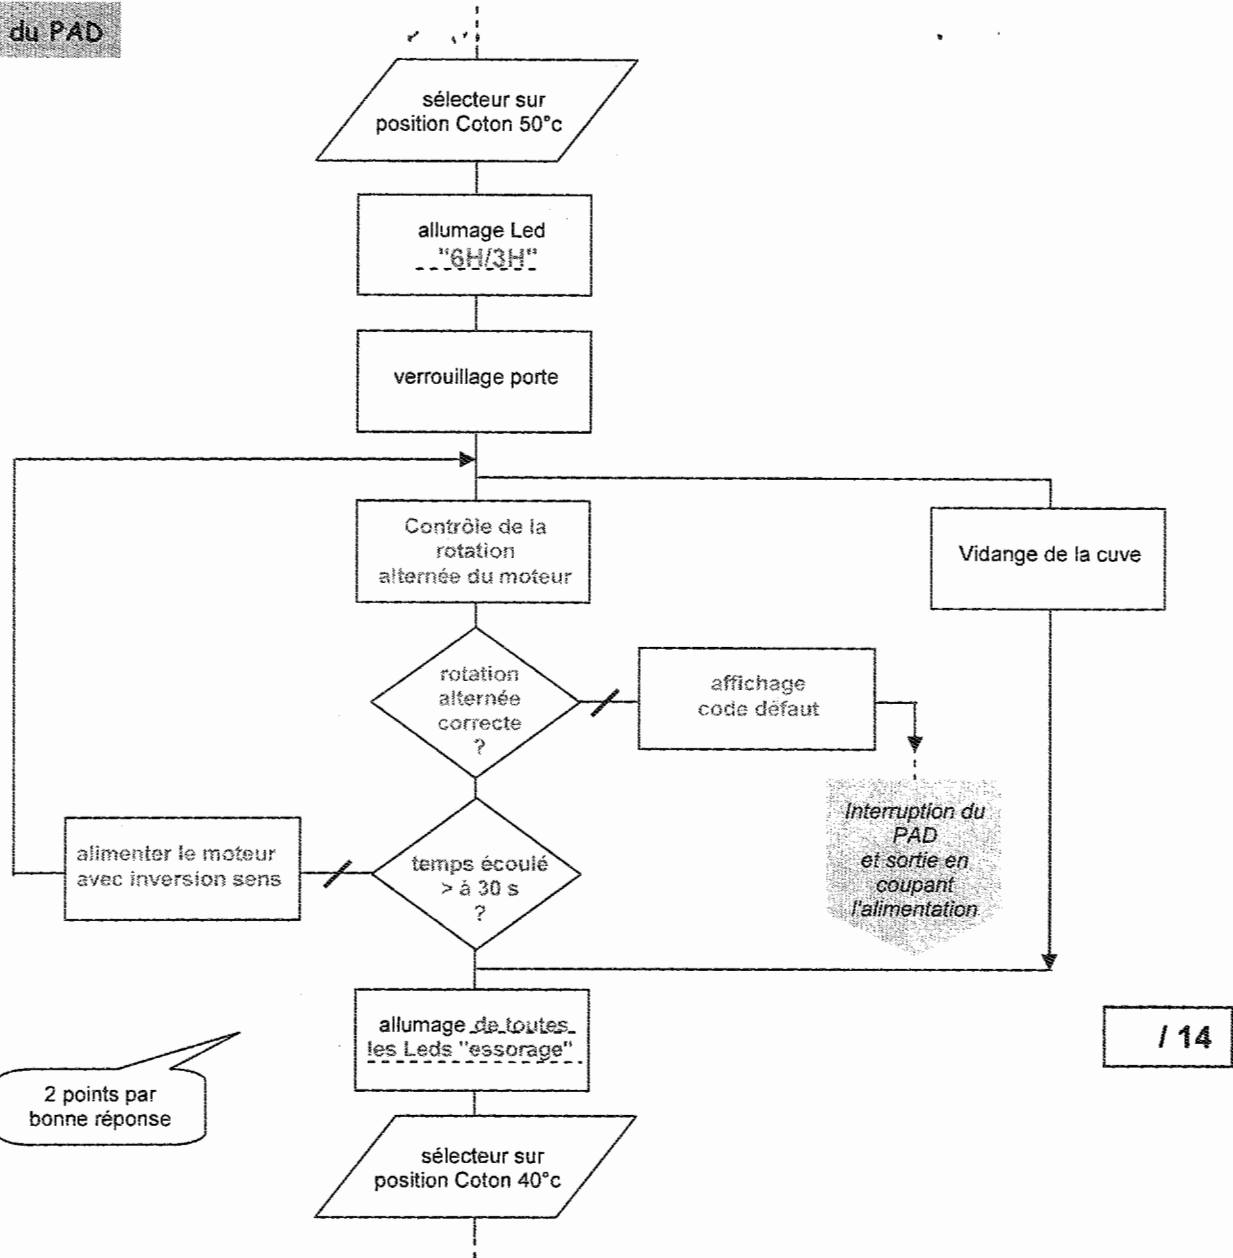 du PAD
sélecteur sur
position Coton 50°c
allumage Led
"6H/3H"
verrouillage porte
Contrôle de la
rotation
alternée du moteur
Vidange de la cuve
rotation
alternée
correcte
?
affichage
code défaut
Interruption du
PAD
et sortie en
coupant
l'alimentation
alimenter le moteur
avec inversion sens
temps écoulé
> à 30 s
?
allumage de toutes
les Leds "essorage"
/ 14
2 points par
bonne réponse
sélecteur sur
position Coton 40°c